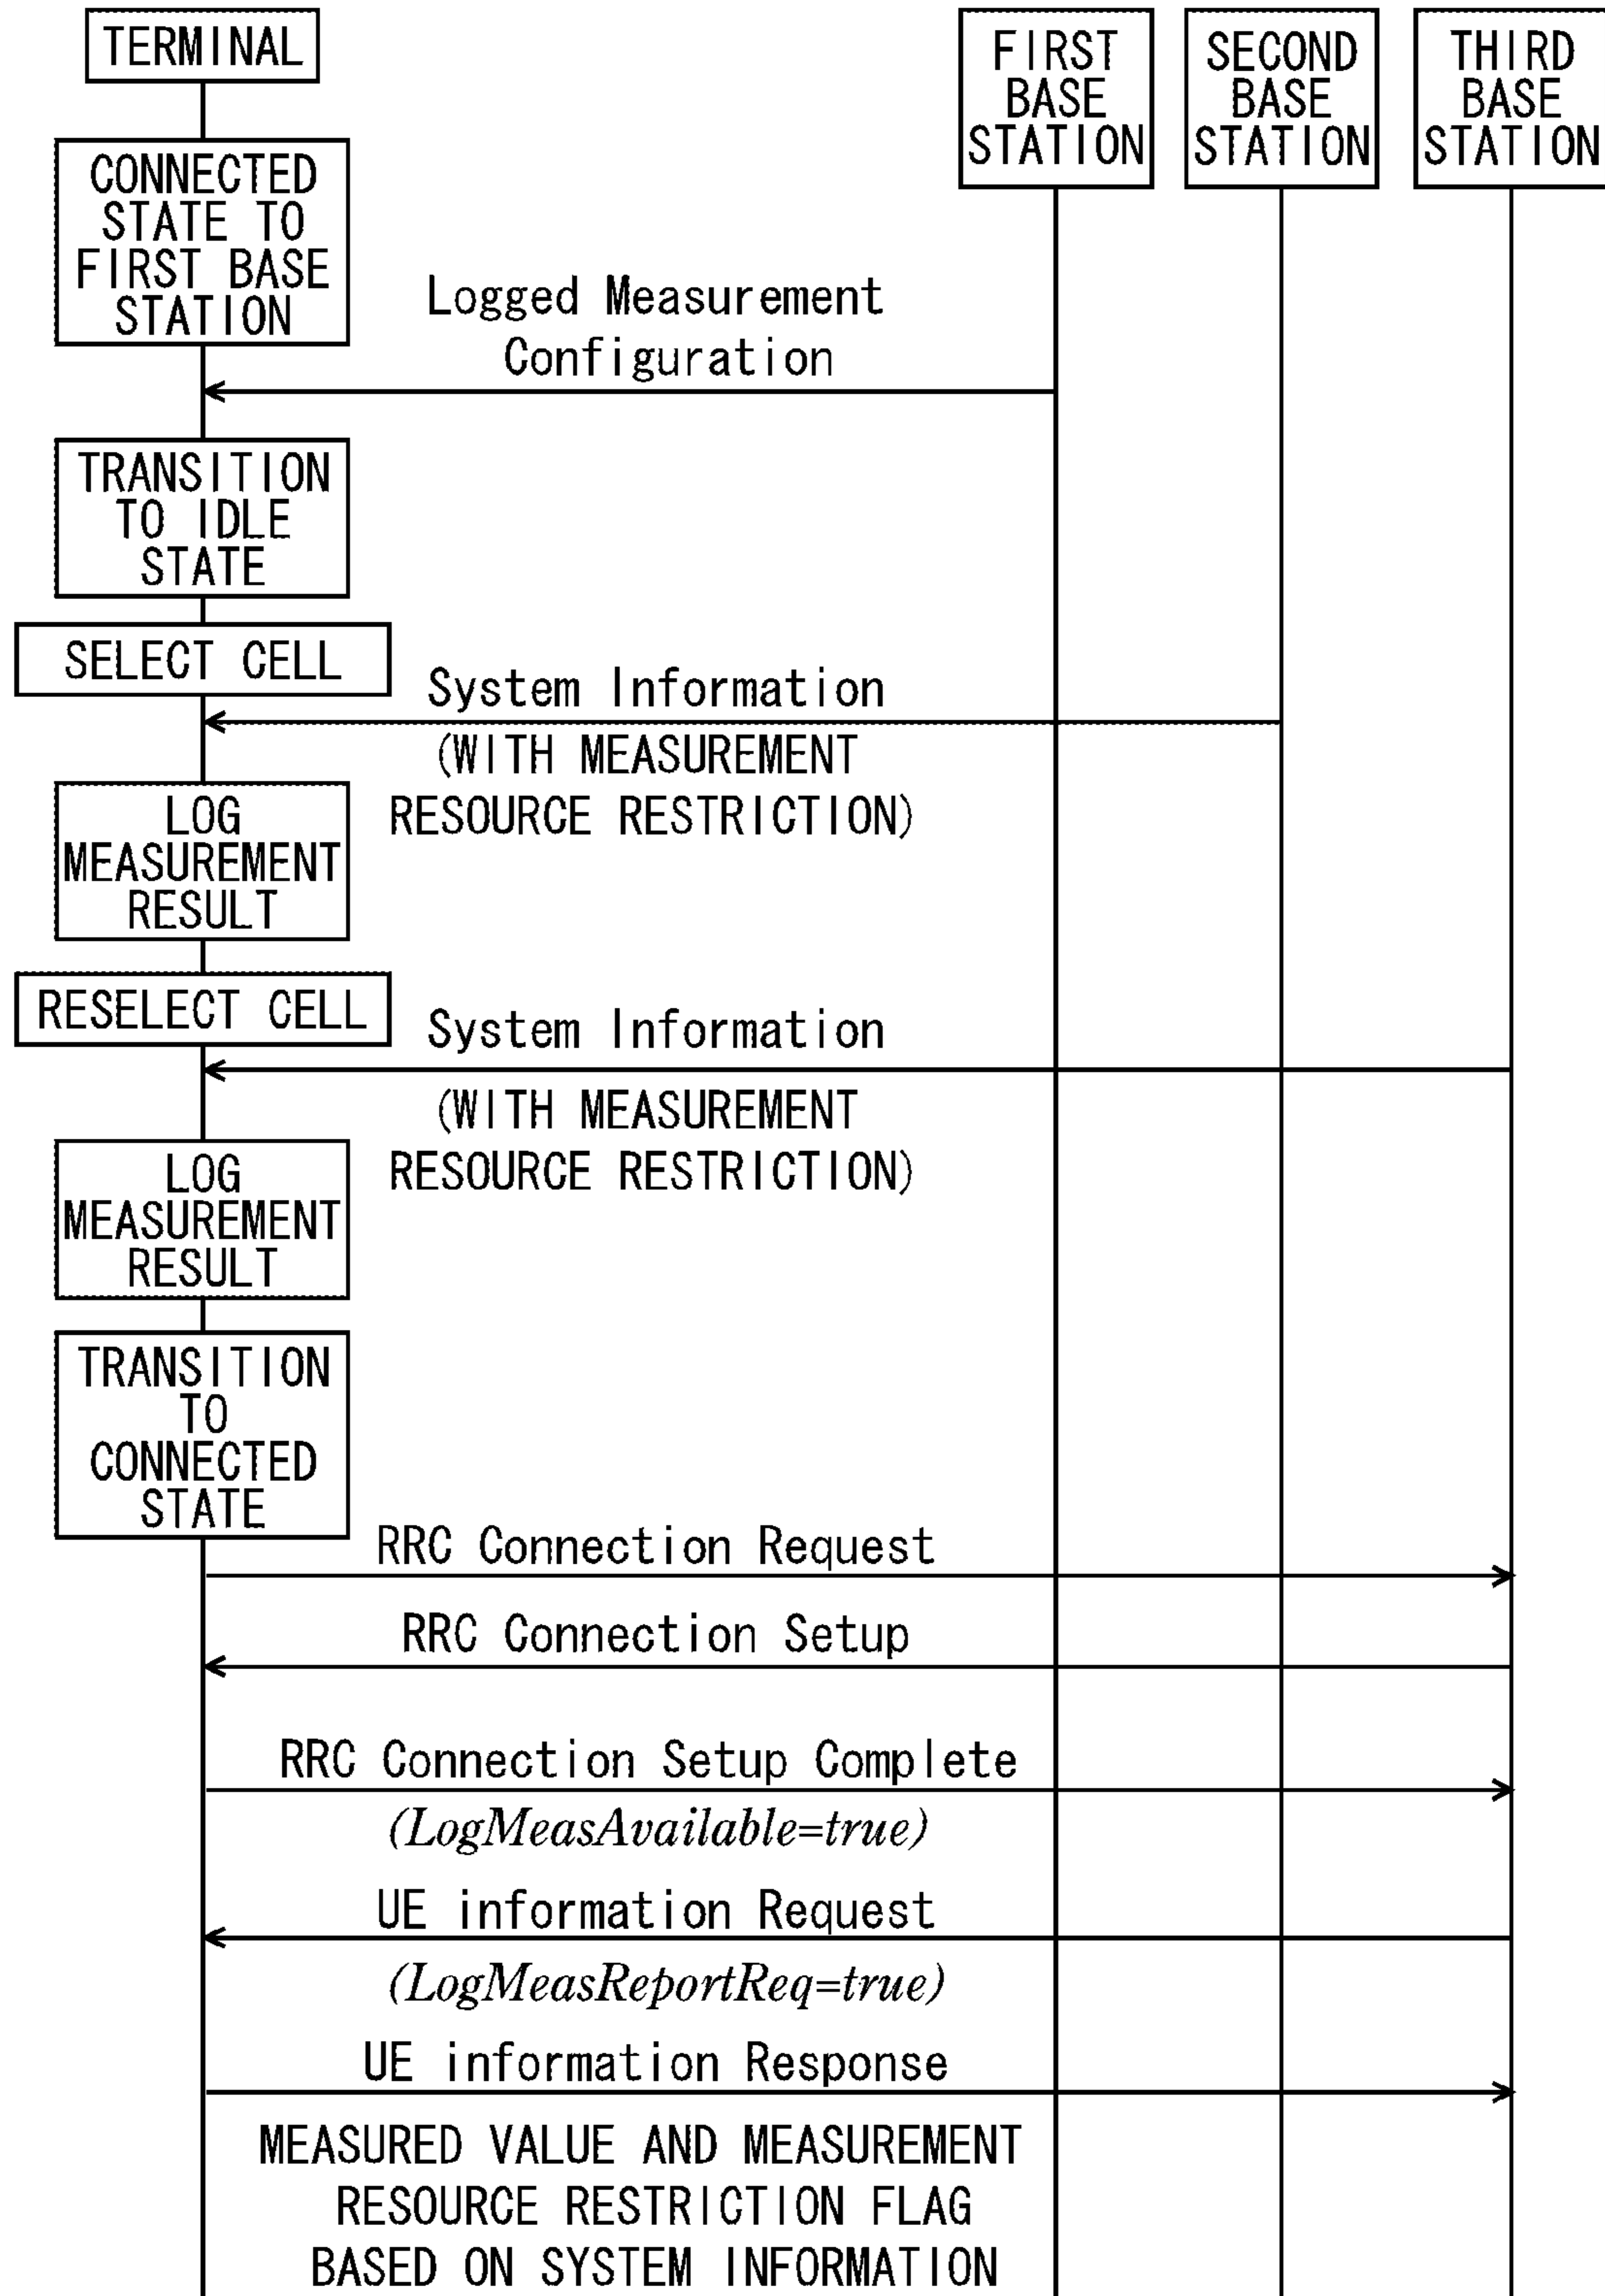 TERMINAL
FIRST
BASE
STATION
SECOND
BASE
STATION
THIRD
BASE
STATION
CONNECTED
STATE TO
FIRST BASE
STATION
Logged Measurement
Configuration
TRANSITION
TO IDLE
STATE
SELECT CELL
System Information
(WITH MEASUREMENT
RESOURCE RESTRICTION)
LOG
MEASUREMENT
RESULT
RESELECT CELL
System Information
(WITH MEASUREMENT
RESOURCE RESTRICTION)
LOG
MEASUREMENT
RESULT
TRANSITION
TO
CONNECTED
STATE
RRC Connection Request
RRC Connection Setup
RRC Connection Setup Complete
(LogMeasAvailable=true)
UE information Request
(LogMeasReportReq=true)
UE information Response
MEASURED VALUE AND MEASUREMENT
RESOURCE RESTRICTION FLAG
BASED ON SYSTEM INFORMATION